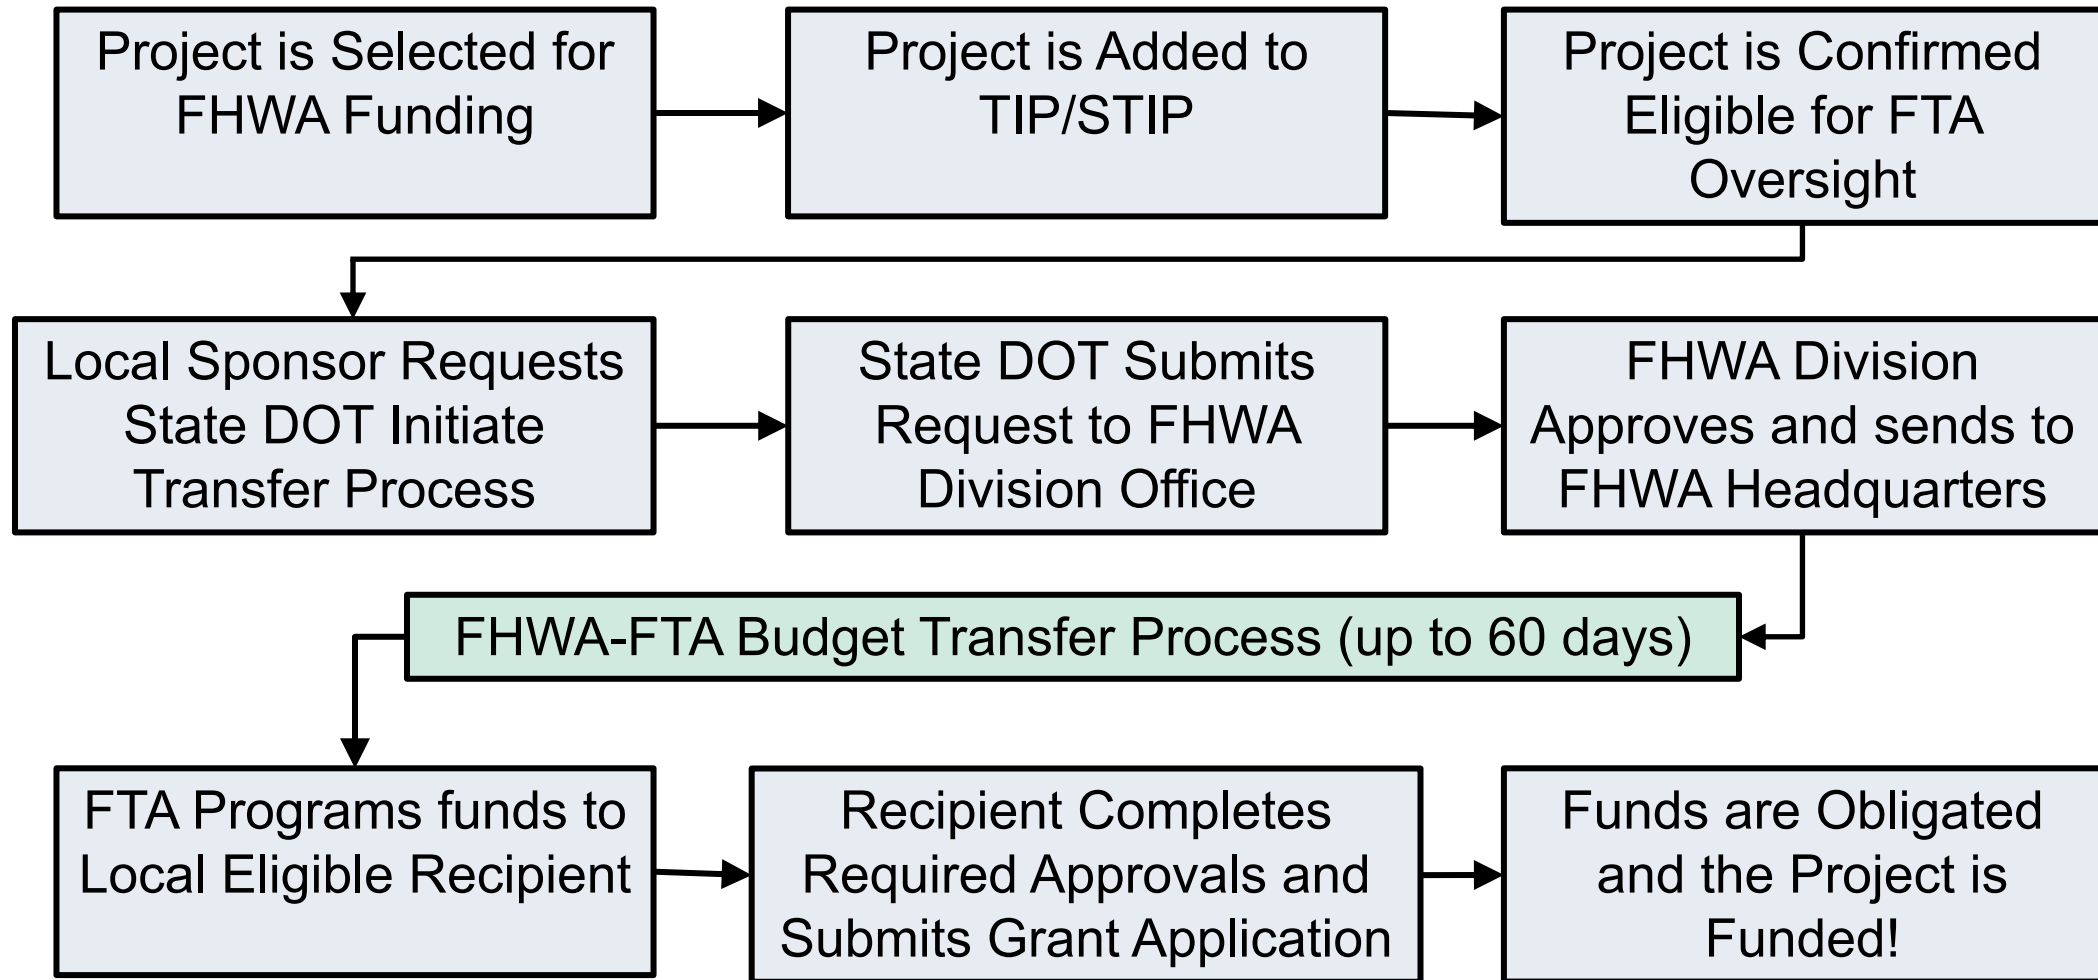 Project is Selected for
FHWA Funding
Project is Added to
TIP/STIP
Project is Confirmed
Eligible for FTA
Oversight
Local Sponsor Requests
State DOT Initiate
Transfer Process
State DOT Submits
Request to FHWA
Division Office
FHWA Division
Approves and sends to
FHWA Headquarters
FHWA-FTA Budget Transfer Process (up to 60 days)
FTA Programs funds to
Local Eligible Recipient
Recipient Completes
Required Approvals and
Submits Grant Application
Funds are Obligated
and the Project is
Funded!